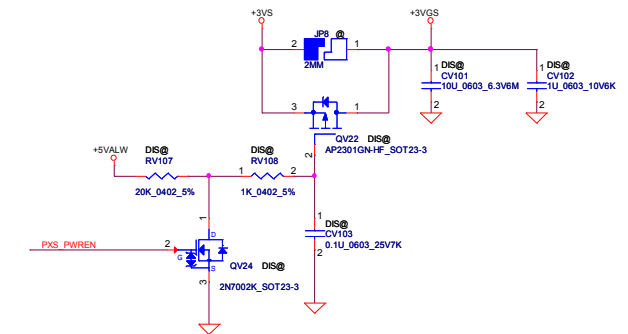 +3VS
+3VGS
JP8 @
2 1
2MM
DIS@
CV101
10U_0603_6.3V6M
1
2
DIS@
CV102
1U_0603_10V6K
1
2
3 1
QV22 DIS@
AP2301GN-HF_SOT23-3
2
+5VALW
DIS@
RV107
20K_0402_5%
DIS@
RV108
1 2
1K_0402_5%
1
DIS@
CV103
0.1U_0603_25V7K
2
PXS_PWREN
2
1
D
G
S
3
QV24 DIS@
2N7002K_SOT23-3